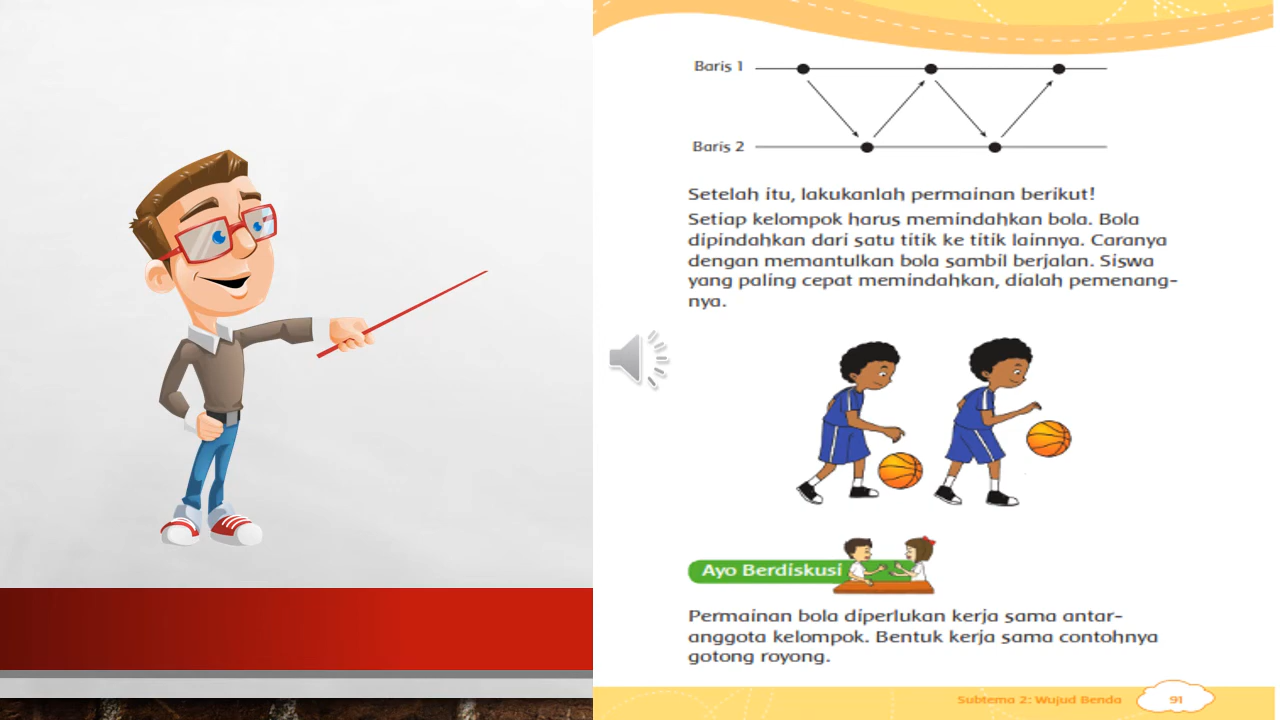 Baris 1
Baris 2
Setelah itu, lakukanlah permainan berikut!
Setiap kelompok harus memindahkan bola. Bola
dipindahkan dari satu titik ke titik lainnya. Caranya
dengan memantulkan bola sambil berjalan. Siswa
yang paling cepat memindahkan, dialah pemenang-
nya.
Ayo Berdiskusi
Permainan bola diperlukan kerja sama antar-
anggota kelompok. Bentuk kerja sama contohnya
gotong royong.
Subtema 2: Wujud Benda 91